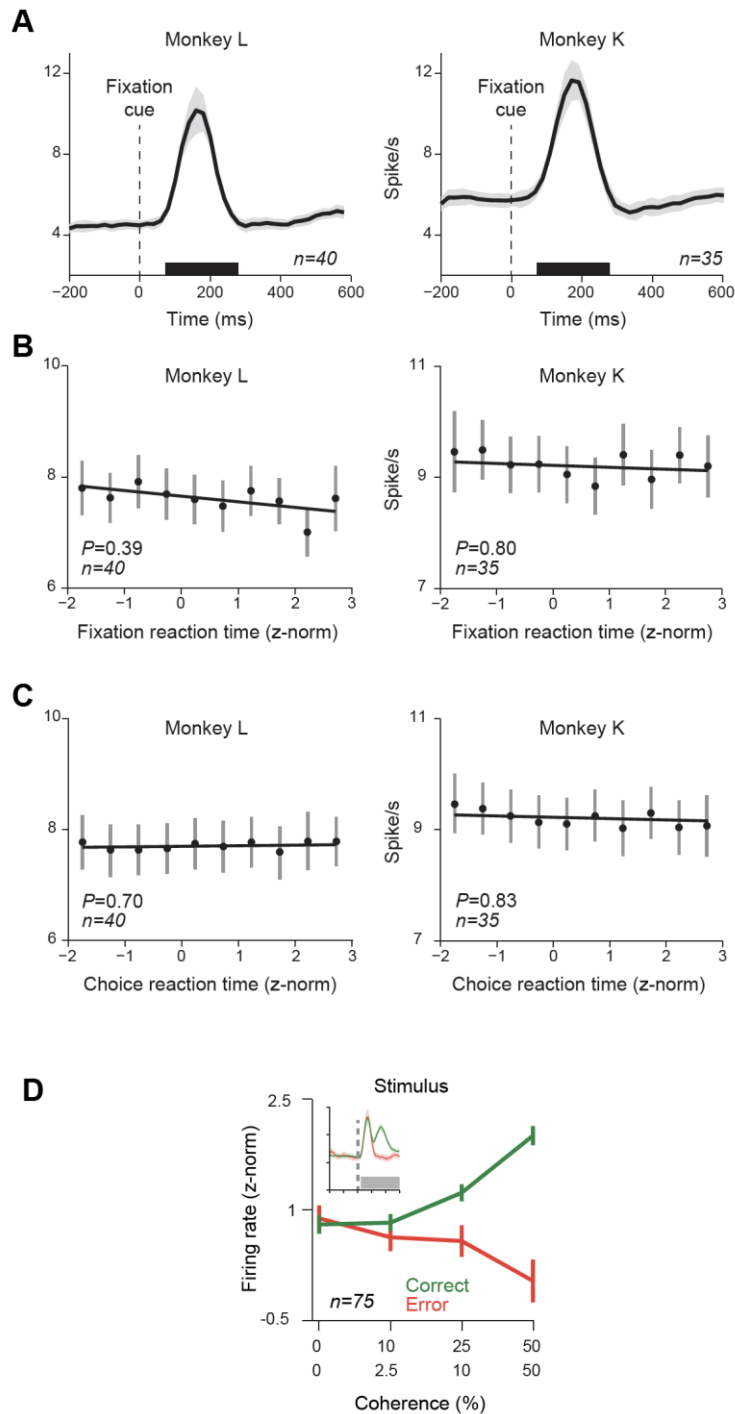 A
Monkey L
Monkey K
12
8
4
Fixation
cue
n=40
−200 0 200 400 600
Time (ms)
Spike/s
12
8
4
Fixation
cue
n=35
−200 0 200 400 600
Time (ms)
B
Monkey L
Monkey K
10
8
6
P=0.39
n=40
−2 −1 0 1 2 3
Fixation reaction time (z-norm)
Spike/s
11
9
7
P=0.80
n=35
−2 −1 0 1 2 3
Fixation reaction time (z-norm)
C
Monkey L
Monkey K
10
8
6
P=0.70
n=40
−2 −1 0 1 2 3
Choice reaction time (z-norm)
Spike/s
11
9
7
P=0.83
n=35
−2 −1 0 1 2 3
Choice reaction time (z-norm)
D
Stimulus
Firing rate (z-norm)
2.5
1
-0.5
n=75
Correct
Error
0 10 25 50
0 2.5 10 50
Coherence (%)